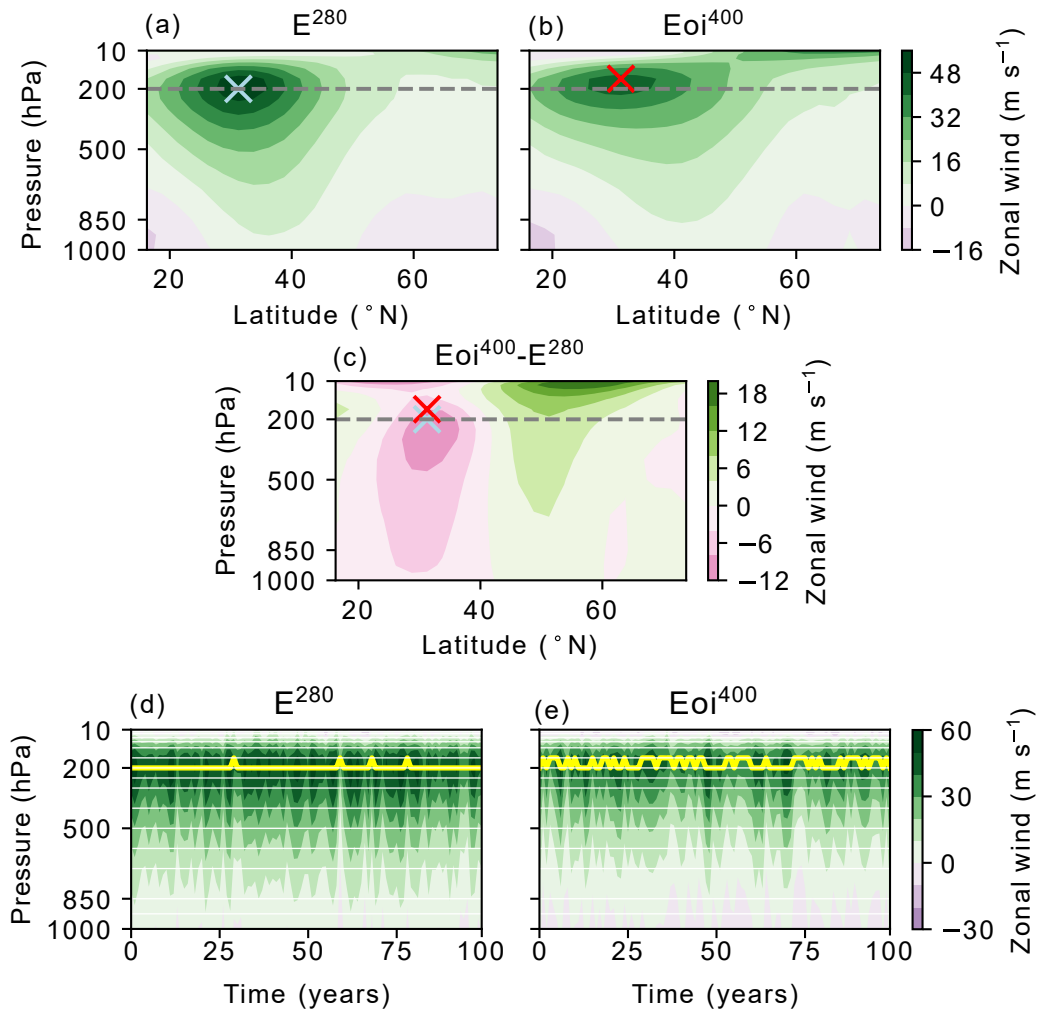 (a) E²⁸⁰
(b) Eoi⁴⁰⁰
10
200
500
850
1000
Pressure (hPa)
20 40 60
Latitude (°N)
20 40 60
Latitude (°N)
48
32
16
0
−16
Zonal wind (m s⁻¹)
(c) Eoi⁴⁰⁰-E²⁸⁰
10
200
500
850
1000
Pressure (hPa)
20 40 60
Latitude (°N)
18
12
6
0
−6
−12
Zonal wind (m s⁻¹)
(d) E²⁸⁰
10
200
500
850
1000
Pressure (hPa)
0 25 50 75 100
Time (years)
(e) Eoi⁴⁰⁰
0 25 50 75 100
Time (years)
60
30
0
−30
Zonal wind (m s⁻¹)